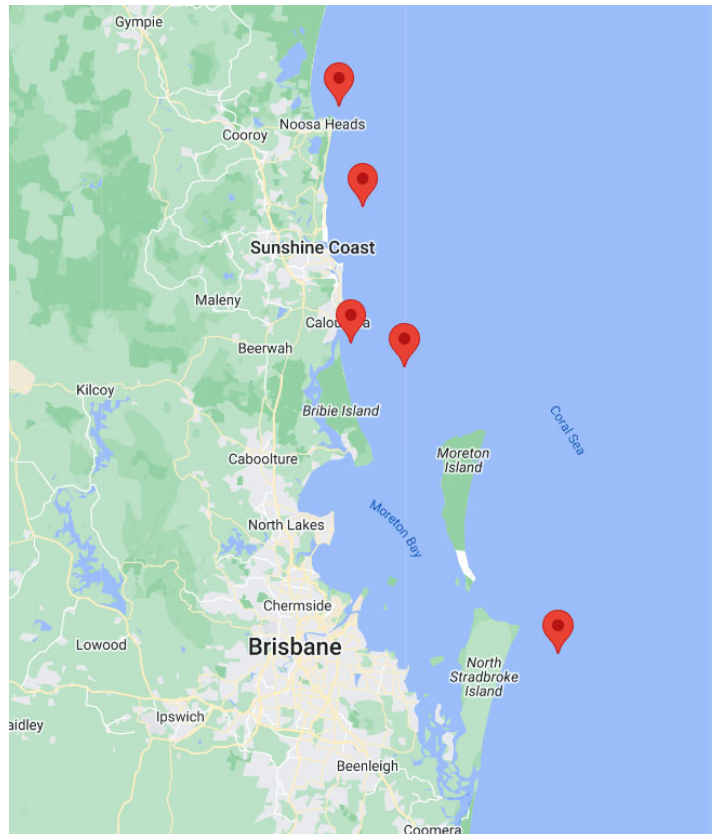 Gympie
Noosa Heads
Cooroy
Sunshine Coast
Maleny
Beerwah
Kilcoy
Bribie Island
Caboolture
Moreton
Island
Coral Sea
Moreton Bay
North Lakes
Chermside
Lowood
Brisbane
North
Stradbroke
Island
Ipswich
aidley
Beenleigh
Coomera